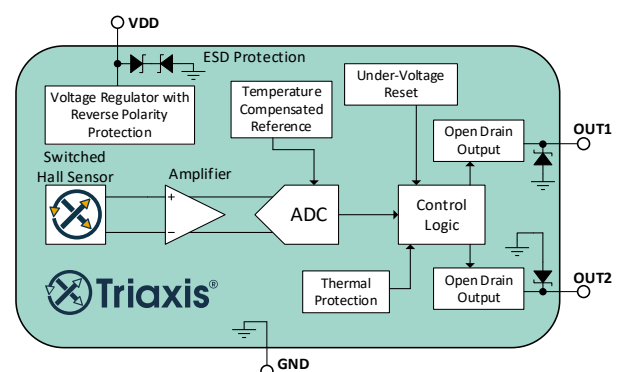 VDD
ESD Protection
Voltage Regulator with
Reverse Polarity
Protection
Temperature
Compensated
Reference
Under-Voltage
Reset
Open Drain
Output
OUT1
Switched
Hall Sensor
Amplifier
+
−
ADC
Control
Logic
Triaxis®
Thermal
Protection
Open Drain
Output
OUT2
GND